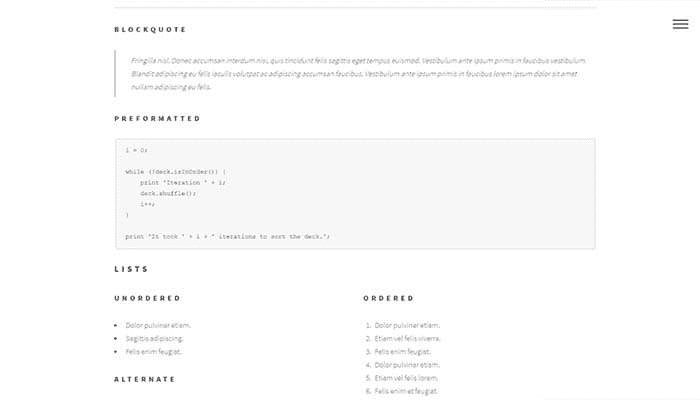 BLOCKQUOTE
Fringilla nisl. Donec accumsan interdum nisi, quis tincidunt felis sagittis eget tempus euismod. Vestibulum ante ipsum primis in faucibus vestibulum.
Blandit adipiscing eu felis iaculis volutpat ac adipiscing accumsan faucibus. Vestibulum ante ipsum primis in faucibus lorem ipsum dolor sit amet
nullam adipiscing eu felis.
PREFORMATTED
i = 0;
while (!deck.isInOrder()) {
print 'Iteration ' + i;
deck.shuffle();
i++;
}
print 'It took ' + i + ' iterations to sort the deck.';
LISTS
UNORDERED
• Dolor pulvinar etiam.
• Sagittis adipiscing.
• Felis enim feugiat.
ALTERNATE
ORDERED
1. Dolor pulvinar etiam.
2. Etiam vel felis viverra.
3. Felis enim feugiat.
4. Dolor pulvinar etiam.
5. Etiam vel felis lorem.
6. Felis enim et feugiat.